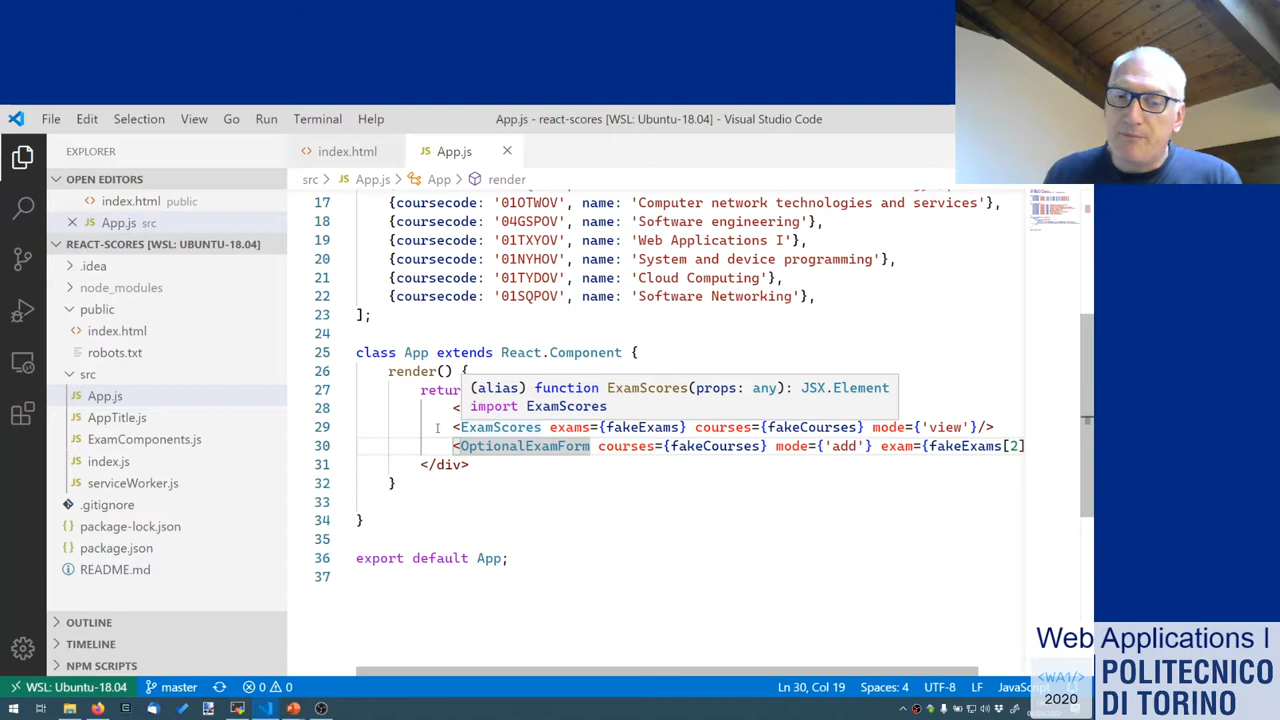 File Edit Selection View Go Run Terminal Help
App.js - react-scores [WSL: Ubuntu-18.04] - Visual Studio Code
EXPLORER
OPEN EDITORS
index.html public
App.js src
REACT-SCORES [WSL: UBUNTU-18.04]
.idea
node_modules
public
index.html
robots.txt
src
App.js
AppTitle.js
ExamComponents.js
index.js
serviceWorker.js
.gitignore
package-lock.json
package.json
README.md
OUTLINE
TIMELINE
NPM SCRIPTS
index.html
App.js
src > App.js > App > render
17 {coursecode: '01OTWOV', name: 'Computer network technologies and services'},
18 {coursecode: '04GSPOV', name: 'Software engineering'},
19 {coursecode: '01TXYOV', name: 'Web Applications I'},
20 {coursecode: '01NYHOV', name: 'System and device programming'},
21 {coursecode: '01TYDOV', name: 'Cloud Computing'},
22 {coursecode: '01SQPOV', name: 'Software Networking'},
23 ];
24
25 class App extends React.Component {
26 render() {
27 retur
28 <
29 <ExamScores exams={fakeExams} courses={fakeCourses} mode={'view'}/>
30 <OptionalExamForm courses={fakeCourses} mode={'add'} exam={fakeExams[2]
31 </div>
32 }
33
34 }
35
36 export default App;
37
(alias) function ExamScores(props: any): JSX.Element
import ExamScores
WSL: Ubuntu-18.04
master
0 0
Ln 30, Col 19
Spaces: 4
UTF-8
LF
JavaScri
Web Applications I
<WA1/>
2020
POLITECNICO
DI TORINO